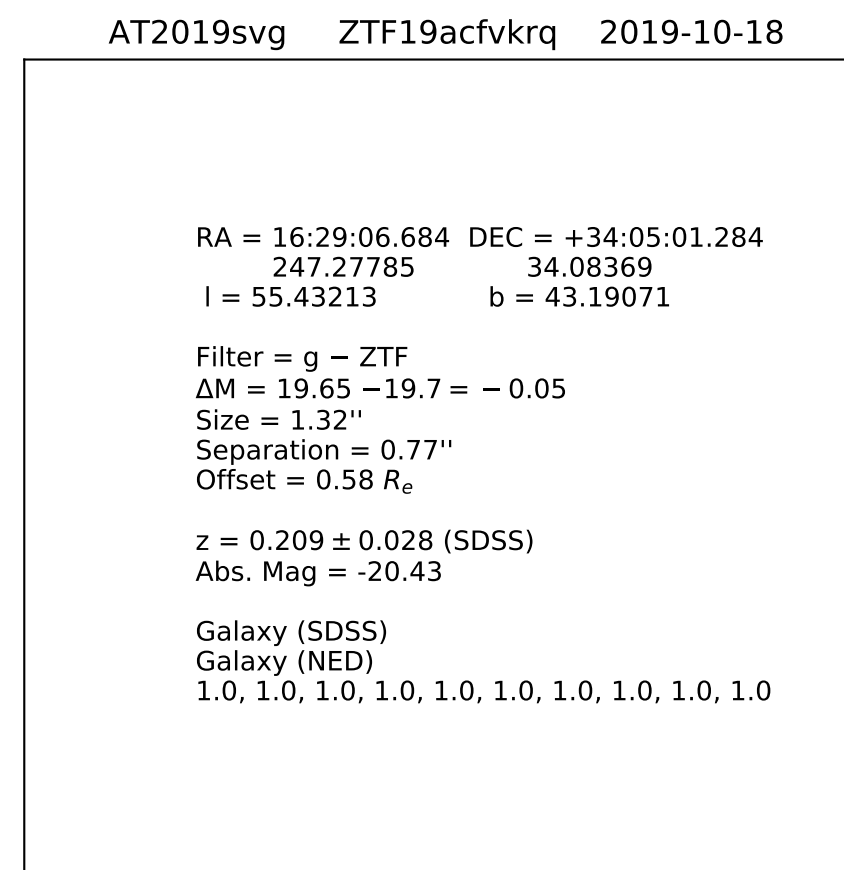 AT2019svg ZTF19acfvkrq 2019-10-18
RA = 16:29:06.684 DEC = +34:05:01.284
247.27785 34.08369
l = 55.43213 b = 43.19071
Filter = g − ZTF
ΔM = 19.65 −19.7 = − 0.05
Size = 1.32''
Separation = 0.77''
Offset = 0.58 Re
z = 0.209 ± 0.028 (SDSS)
Abs. Mag = -20.43
Galaxy (SDSS)
Galaxy (NED)
1.0, 1.0, 1.0, 1.0, 1.0, 1.0, 1.0, 1.0, 1.0, 1.0